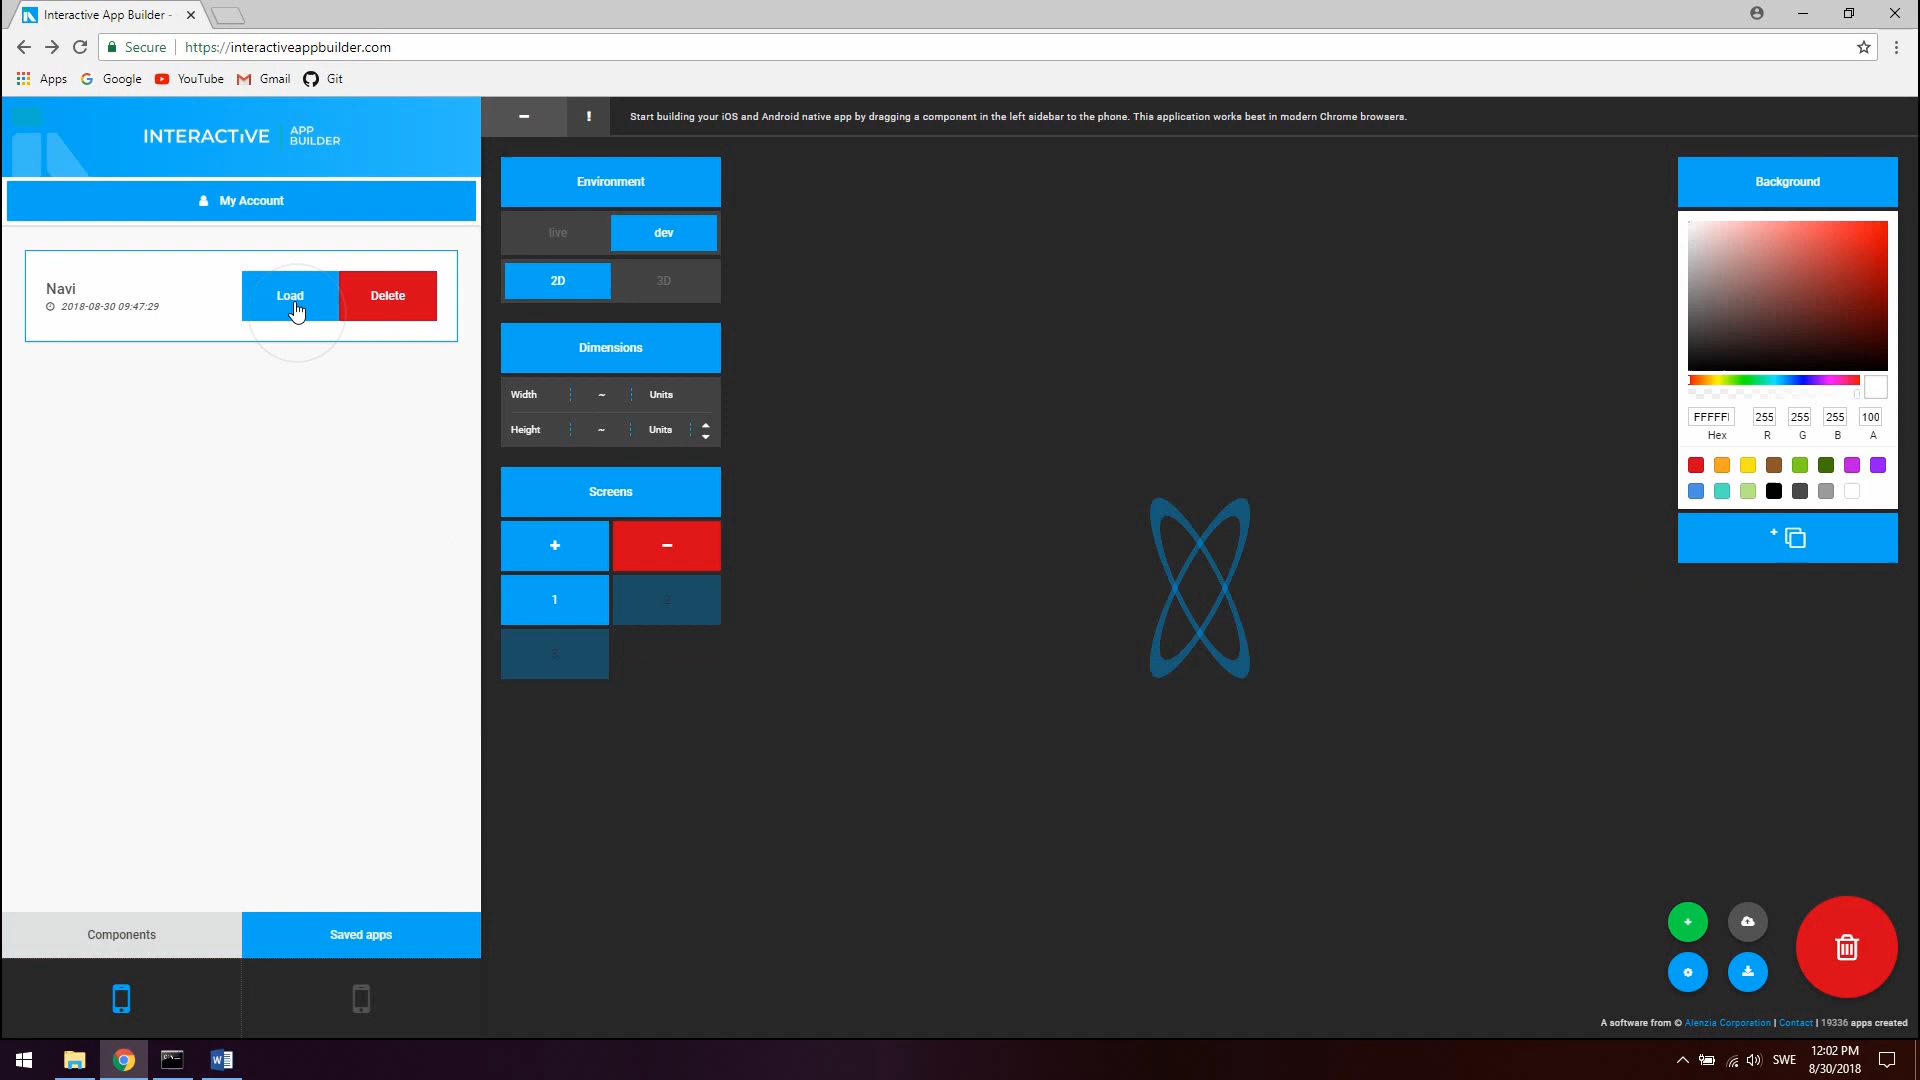 Interactive App Builder -
Secure https://interactiveappbuilder.com
Apps Google YouTube Gmail Git
INTERACTiVE APP BUILDER
My Account
Navi
2018-08-30 09:47:29
Load
Delete
Components
Saved apps
!
Start building your iOS and Android native app by dragging a component in the left sidebar to the phone. This application works best in modern Chrome browsers.
Environment
live
dev
2D
3D
Dimensions
Width ~ Units
Height ~ Units
Screens
+
−
1
2
3
Background
FFFFF 255 255 255 100
Hex R G B A
A software from © Alenzia Corporation | Contact | 19336 apps created
SWE
12:02 PM
8/30/2018